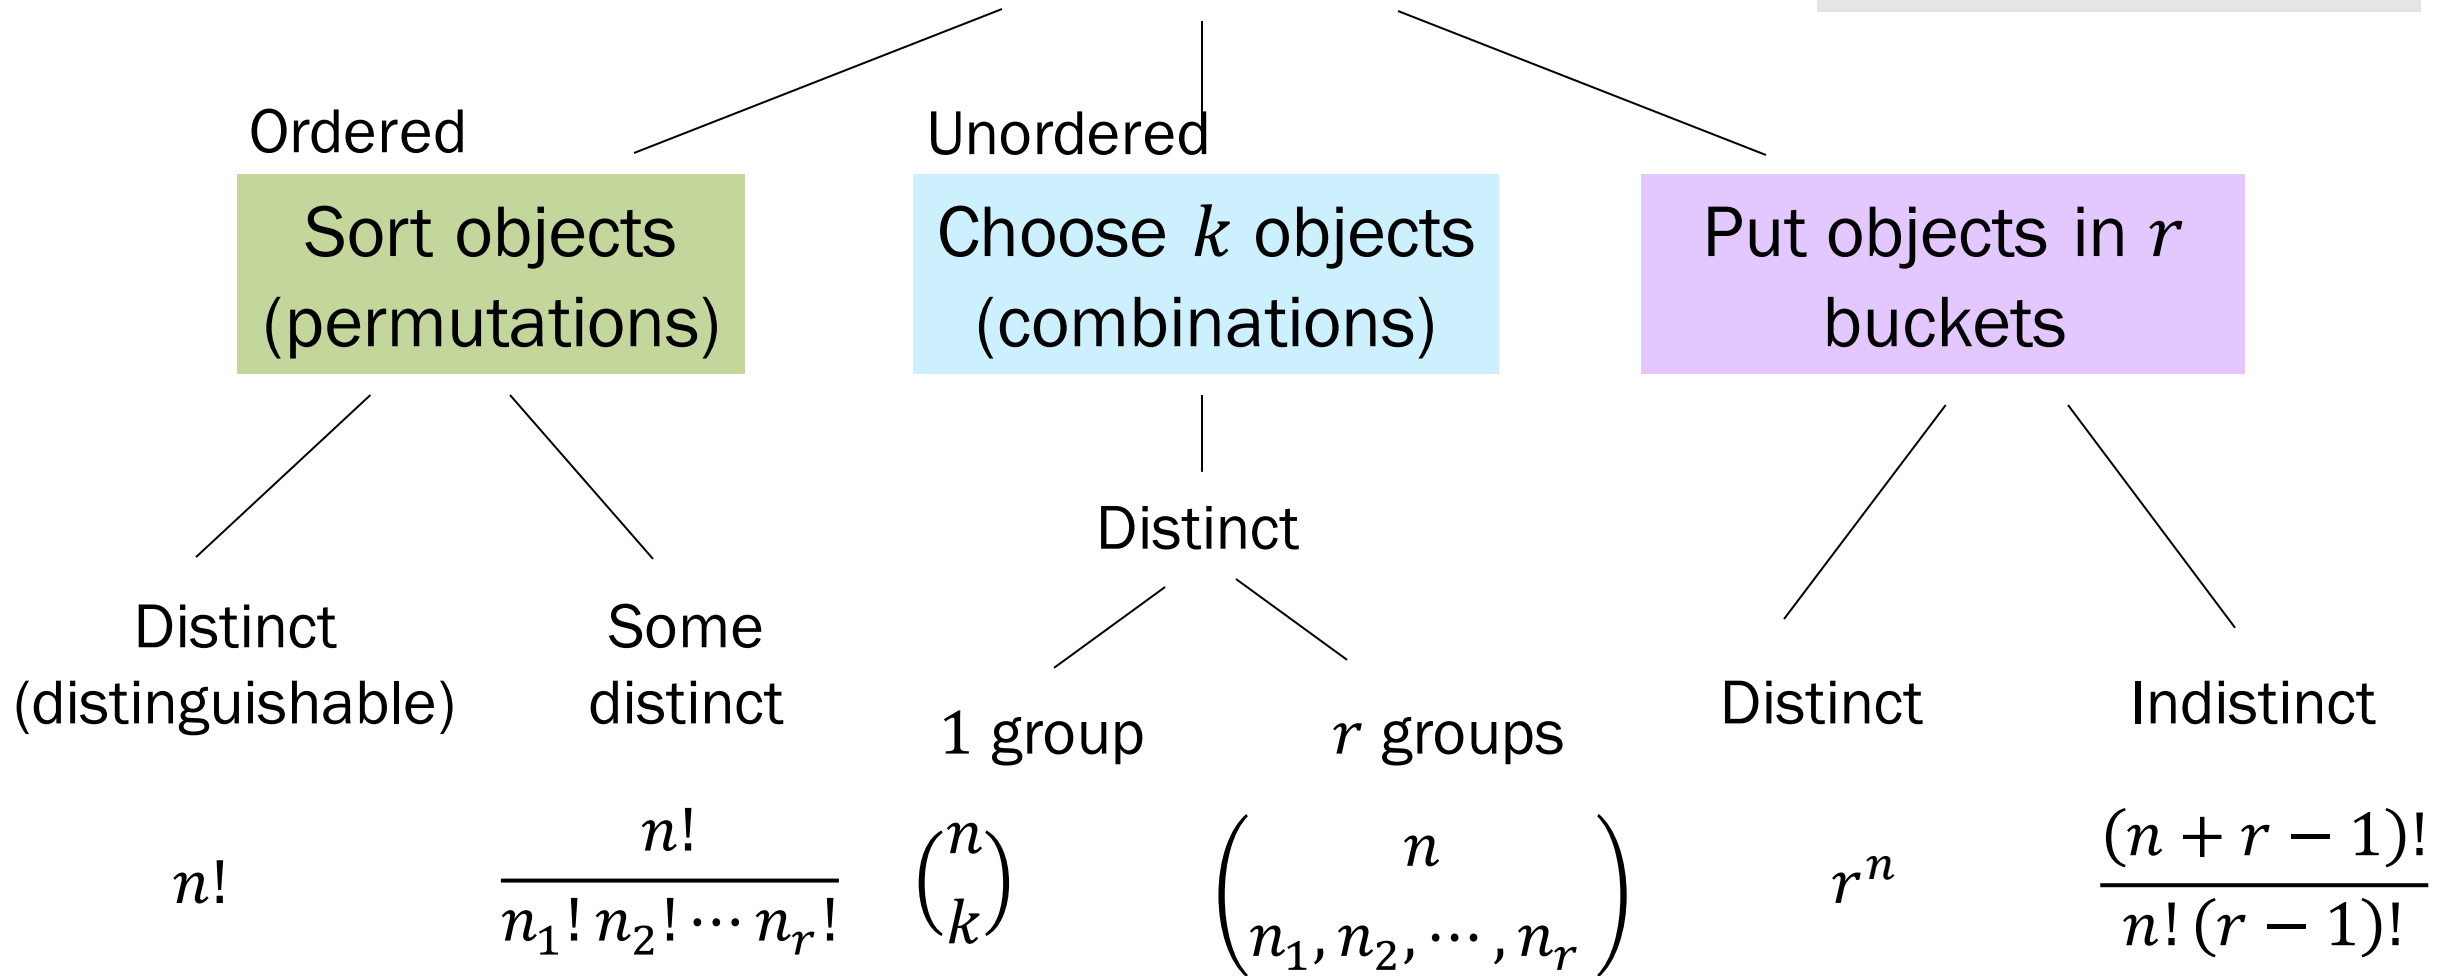 Ordered
Unordered
Sort objects
(permutations)
Choose k objects
(combinations)
Put objects in r
buckets
Distinct
Distinct
(distinguishable)
Some
distinct
1 group
r groups
Distinct
Indistinct
n!
n!
n₁! n₂! ⋯ nᵣ!
(n
k)
(n
n₁, n₂, ⋯ , nᵣ)
rⁿ
(n + r − 1)!
n! (r − 1)!